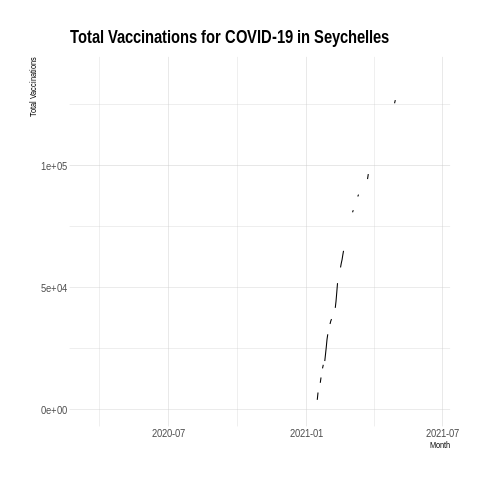 Total Vaccinations for COVID-19 in Seychelles
Total Vaccinations
1e+05
5e+04
0e+00
2020-07
2021-01
2021-07
Month